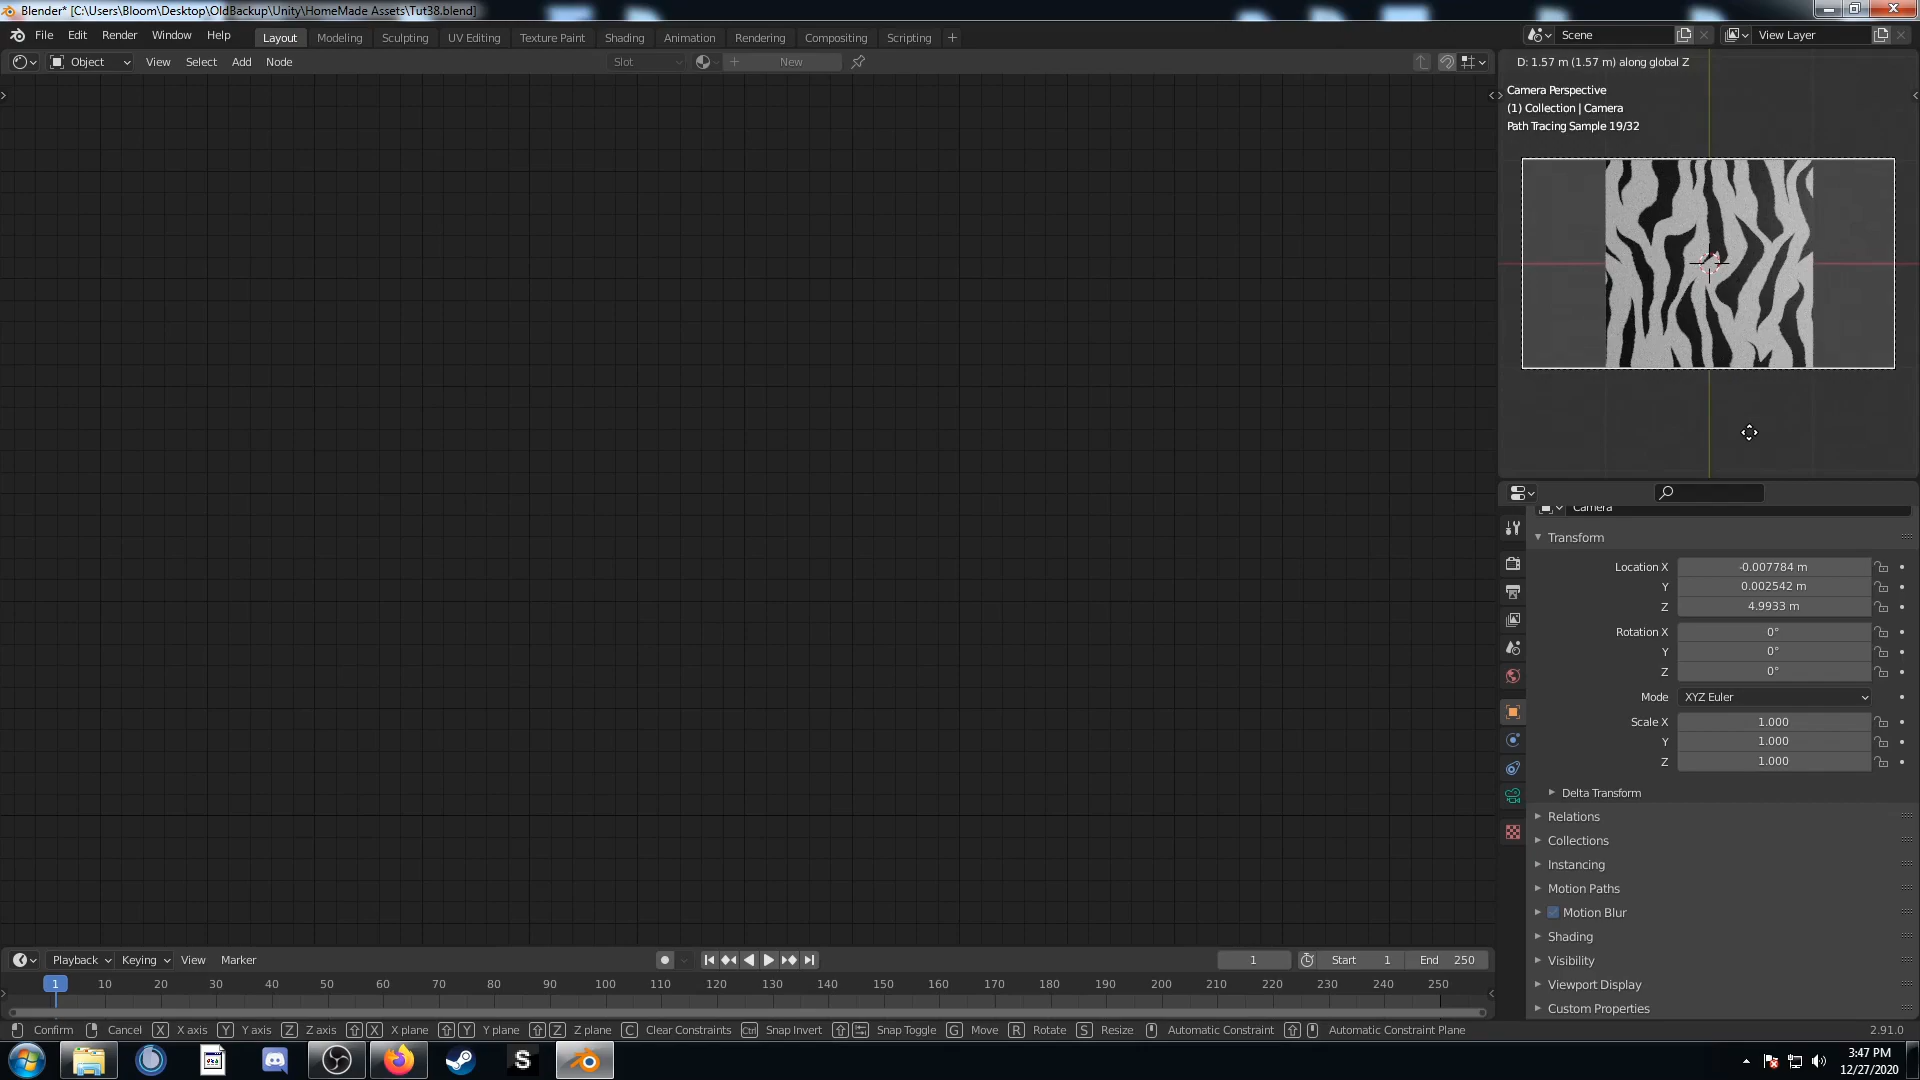 Blender* [C:\Users\Bloom\Desktop\OldBackup\Unity\HomeMade Assets\Tut38.blend]
File Edit Render Window Help Layout Modeling Sculpting UV Editing Texture Paint Shading Animation Rendering Compositing Scripting + Scene View Layer
Object View Select Add Node Slot New
D: 1.57 m (1.57 m) along global Z
Camera Perspective
(1) Collection | Camera
Path Tracing Sample 19/32
Camera
Transform
Location X -0.007784 m
Y 0.002542 m
Z 4.9933 m
Rotation X 0°
Y 0°
Z 0°
Mode XYZ Euler
Scale X 1.000
Y 1.000
Z 1.000
Delta Transform
Relations
Collections
Instancing
Motion Paths
Motion Blur
Shading
Visibility
Viewport Display
Custom Properties
Playback Keying View Marker 1 Start 1 End 250
1 10 20 30 40 50 60 70 80 90 100 110 120 130 140 150 160 170 180 190 200 210 220 230 240 250
Confirm Cancel X X axis Y Y axis Z Z axis X X plane Y Y plane Z Z plane C Clear Constraints Ctrl Snap Invert Snap Toggle G Move R Rotate S Resize Automatic Constraint Automatic Constraint Plane 2.91.0
S
3:47 PM
12/27/2020